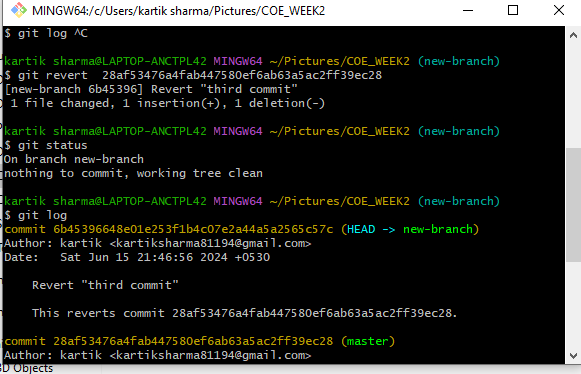 MINGW64:/c/Users/kartik sharma/Pictures/COE_WEEK2
$ git log ^C
kartik sharma@LAPTOP-ANCTPL42 MINGW64 ~/Pictures/COE_WEEK2 (new-branch)
$ git revert  28af53476a4fab447580ef6ab63a5ac2ff39ec28
[new-branch 6b45396] Revert "third commit"
 1 file changed, 1 insertion(+), 1 deletion(-)
kartik sharma@LAPTOP-ANCTPL42 MINGW64 ~/Pictures/COE_WEEK2 (new-branch)
$ git status
On branch new-branch
nothing to commit, working tree clean
kartik sharma@LAPTOP-ANCTPL42 MINGW64 ~/Pictures/COE_WEEK2 (new-branch)
$ git log
commit 6b45396648e01e253f1b4c07e2a44a5a2565c57c (HEAD -> new-branch)
Author: kartik <kartiksharma81194@gmail.com>
Date:   Sat Jun 15 21:46:56 2024 +0530
    Revert "third commit"
    This reverts commit 28af53476a4fab447580ef6ab63a5ac2ff39ec28.
commit 28af53476a4fab447580ef6ab63a5ac2ff39ec28 (master)
Author: kartik <kartiksharma81194@gmail.com>
3D Objects